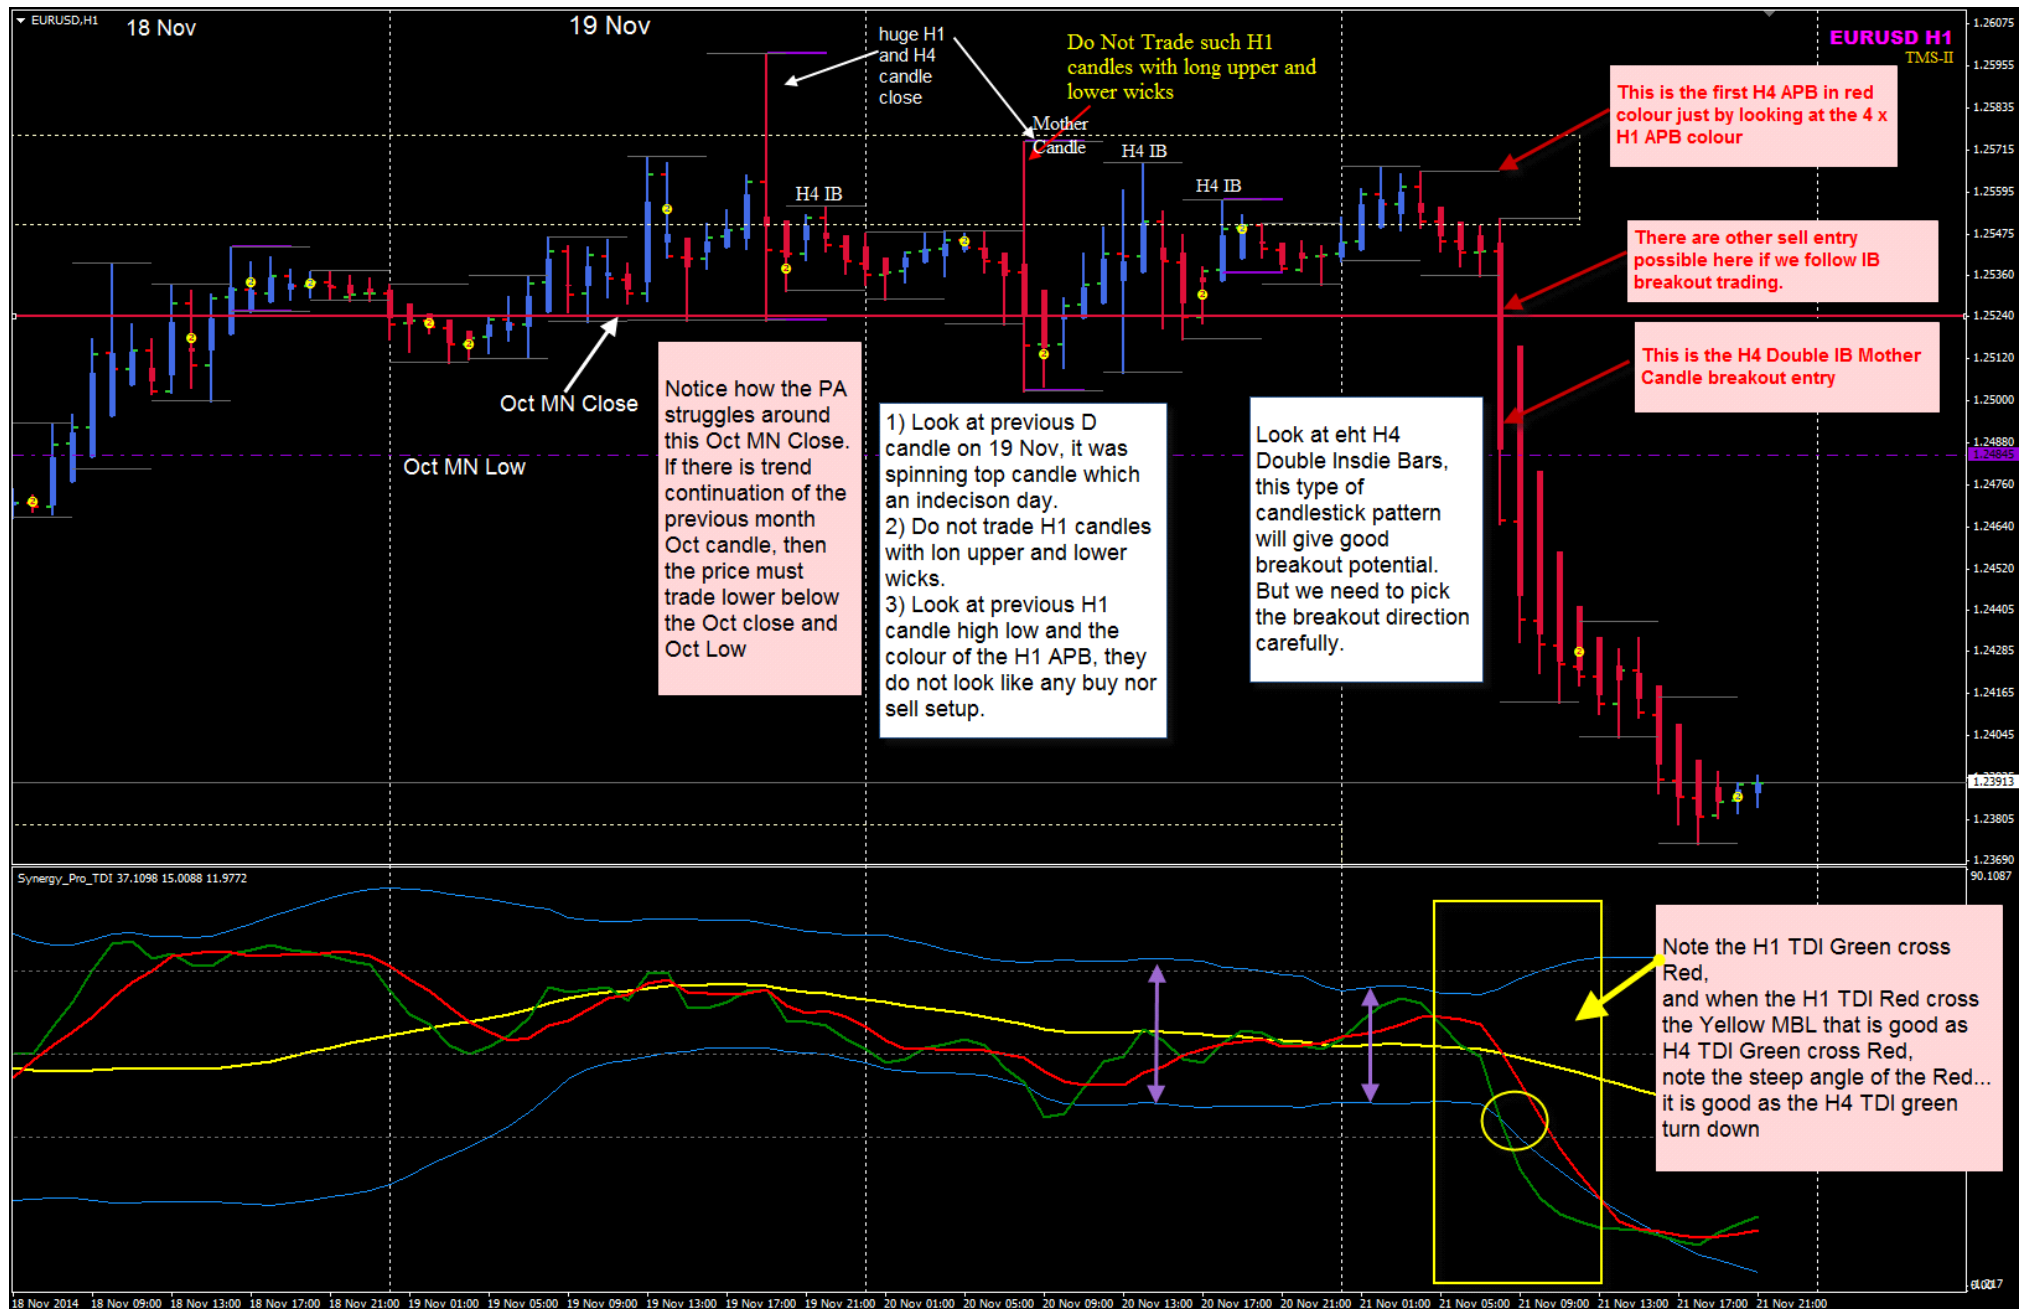 EURUSD,H1
18 Nov
19 Nov
huge H1
and H4
candle
close
Do Not Trade such H1
candles with long upper and
lower wicks
EURUSD H1
TMS-II
This is the first H4 APB in red
colour just by looking at the 4 x
H1 APB colour
Mother
Candle
H4 IB
H4 IB
H4 IB
There are other sell entry
possible here if we follow IB
breakout trading.
This is the H4 Double IB Mother
Candle breakout entry
Oct MN Close
Oct MN Low
Notice how the PA
struggles around
this Oct MN Close.
If there is trend
continuation of the
previous month
Oct candle, then
the price must
trade lower below
the Oct close and
Oct Low
1) Look at previous D
candle on 19 Nov, it was
spinning top candle which
an indecison day.
2) Do not trade H1 candles
with lon upper and lower
wicks.
3) Look at previous H1
candle high low and the
colour of the H1 APB, they
do not look like any buy nor
sell setup.
Look at eht H4
Double Insdie Bars,
this type of
candlestick pattern
will give good
breakout potential.
But we need to pick
the breakout direction
carefully.
1.26075
1.25955
1.25835
1.25715
1.25595
1.25475
1.25360
1.25240
1.25120
1.25000
1.24880
1.24845
1.24760
1.24640
1.24520
1.24405
1.24285
1.24165
1.24045
1.23913
1.23805
1.23690
Synergy_Pro_TDI 37.1098 15.0088 11.9772
90.1087
Note the H1 TDI Green cross
Red,
and when the H1 TDI Red cross
the Yellow MBL that is good as
H4 TDI Green cross Red,
note the steep angle of the Red...
it is good as the H4 TDI green
turn down
18 Nov 2014
18 Nov 09:00
18 Nov 13:00
18 Nov 17:00
18 Nov 21:00
19 Nov 01:00
19 Nov 05:00
19 Nov 09:00
19 Nov 13:00
19 Nov 17:00
19 Nov 21:00
20 Nov 01:00
20 Nov 05:00
20 Nov 09:00
20 Nov 13:00
20 Nov 17:00
20 Nov 21:00
21 Nov 01:00
21 Nov 05:00
21 Nov 09:00
21 Nov 13:00
21 Nov 17:00
21 Nov 21:00